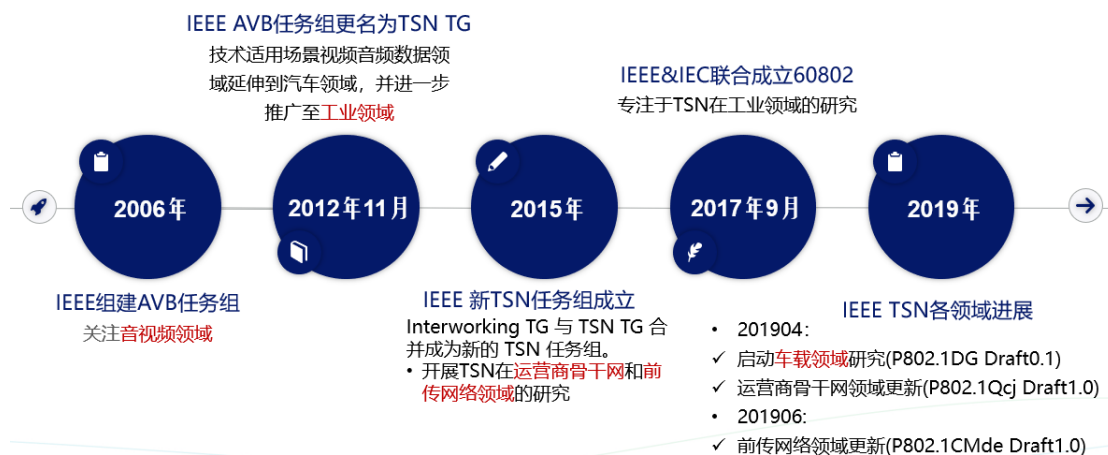 IEEE AVB任务组更名为TSN TG
技术适用场景视频音频数据领
域延伸到汽车领域，并进一步
推广至工业领域
IEEE&IEC联合成立60802
专注于TSN在工业领域的研究
2006年
2012年11月
2015年
2017年9月
2019年
IEEE组建AVB任务组
关注音视频领域
IEEE 新TSN任务组成立
Interworking TG 与 TSN TG 合
并成为新的 TSN 任务组。
• 开展TSN在运营商骨干网和前
传网络领域的研究
IEEE TSN各领域进展
• 201904：
✓ 启动车载领域研究(P802.1DG Draft0.1)
✓ 运营商骨干网领域更新(P802.1Qcj Draft1.0)
• 201906:
✓ 前传网络领域更新(P802.1CMde Draft1.0)